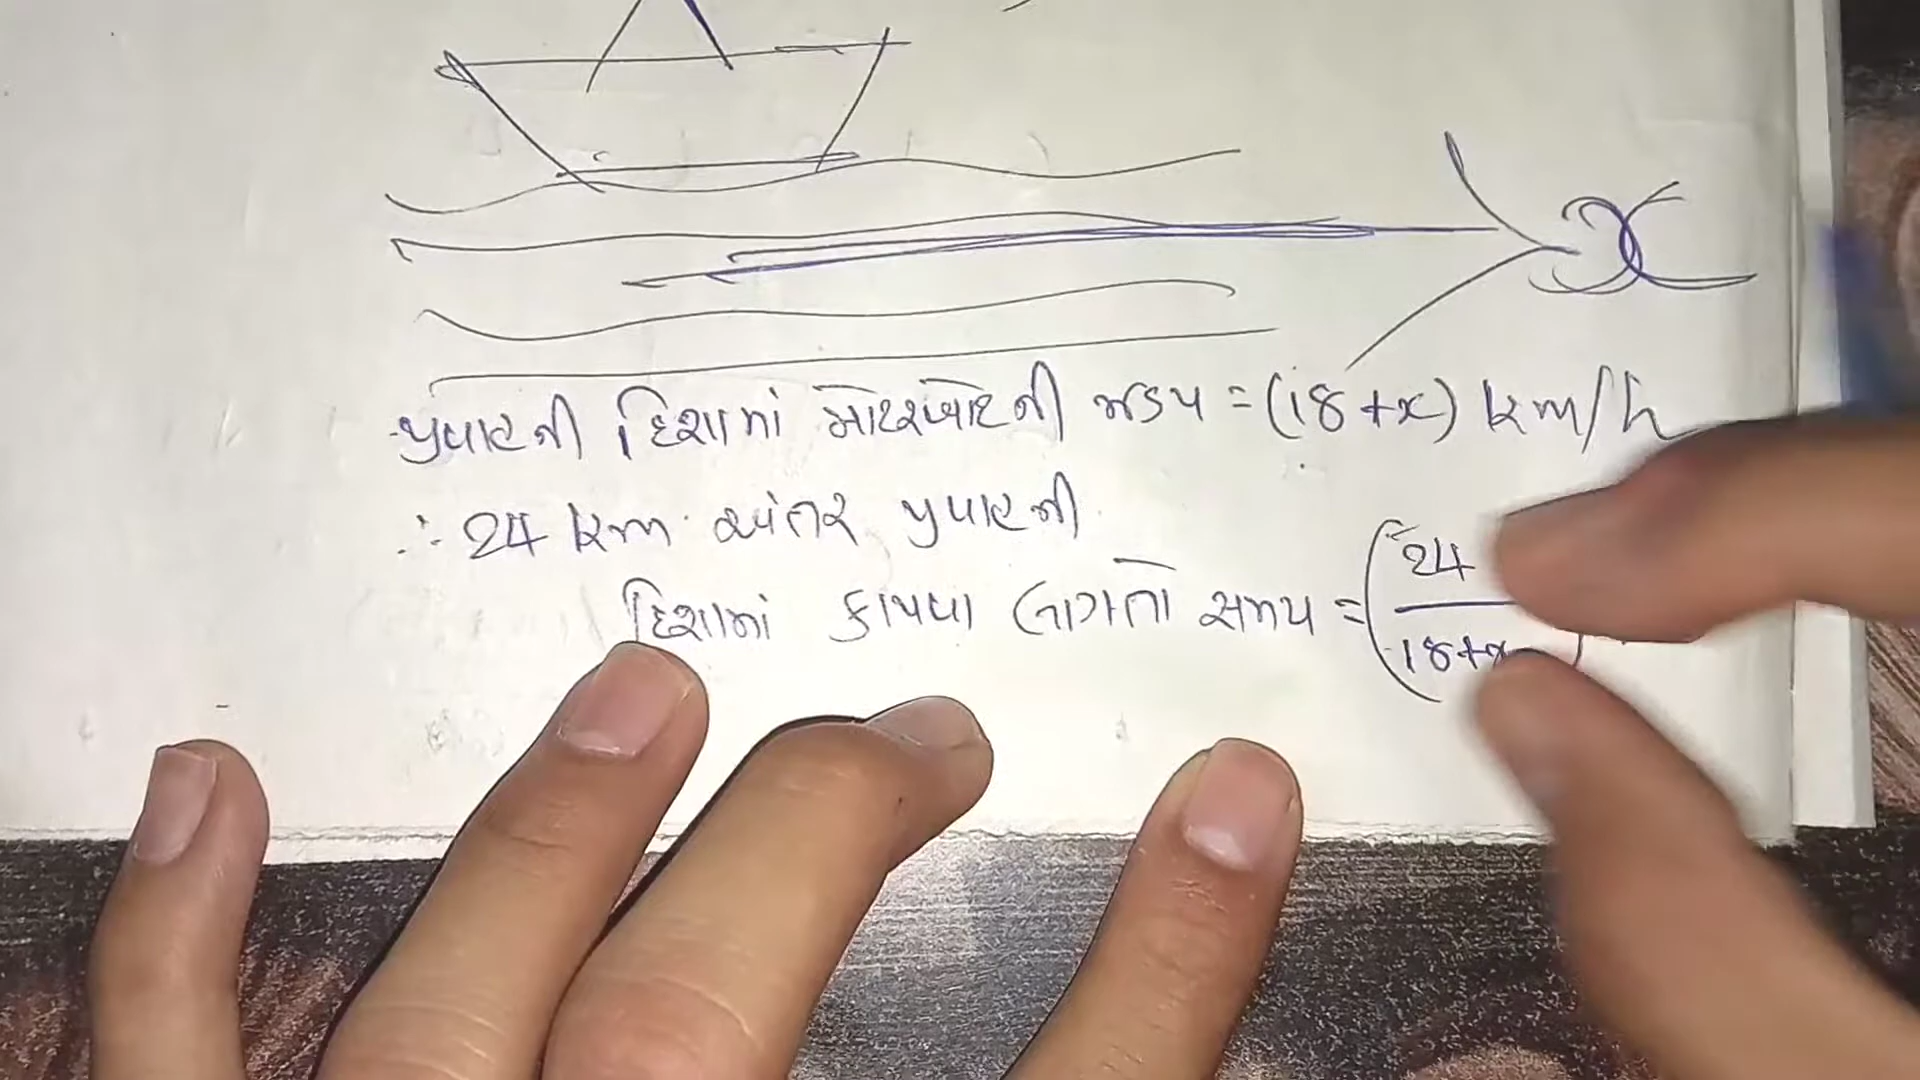 x
પ્રવાહની દિશામાં મોટરબોટની ઝડપ = (18+x) km/h
∴ 24 km અંતર પ્રવાહની
દિશામાં કાપવા લાગતો સમય = (24/18+x)